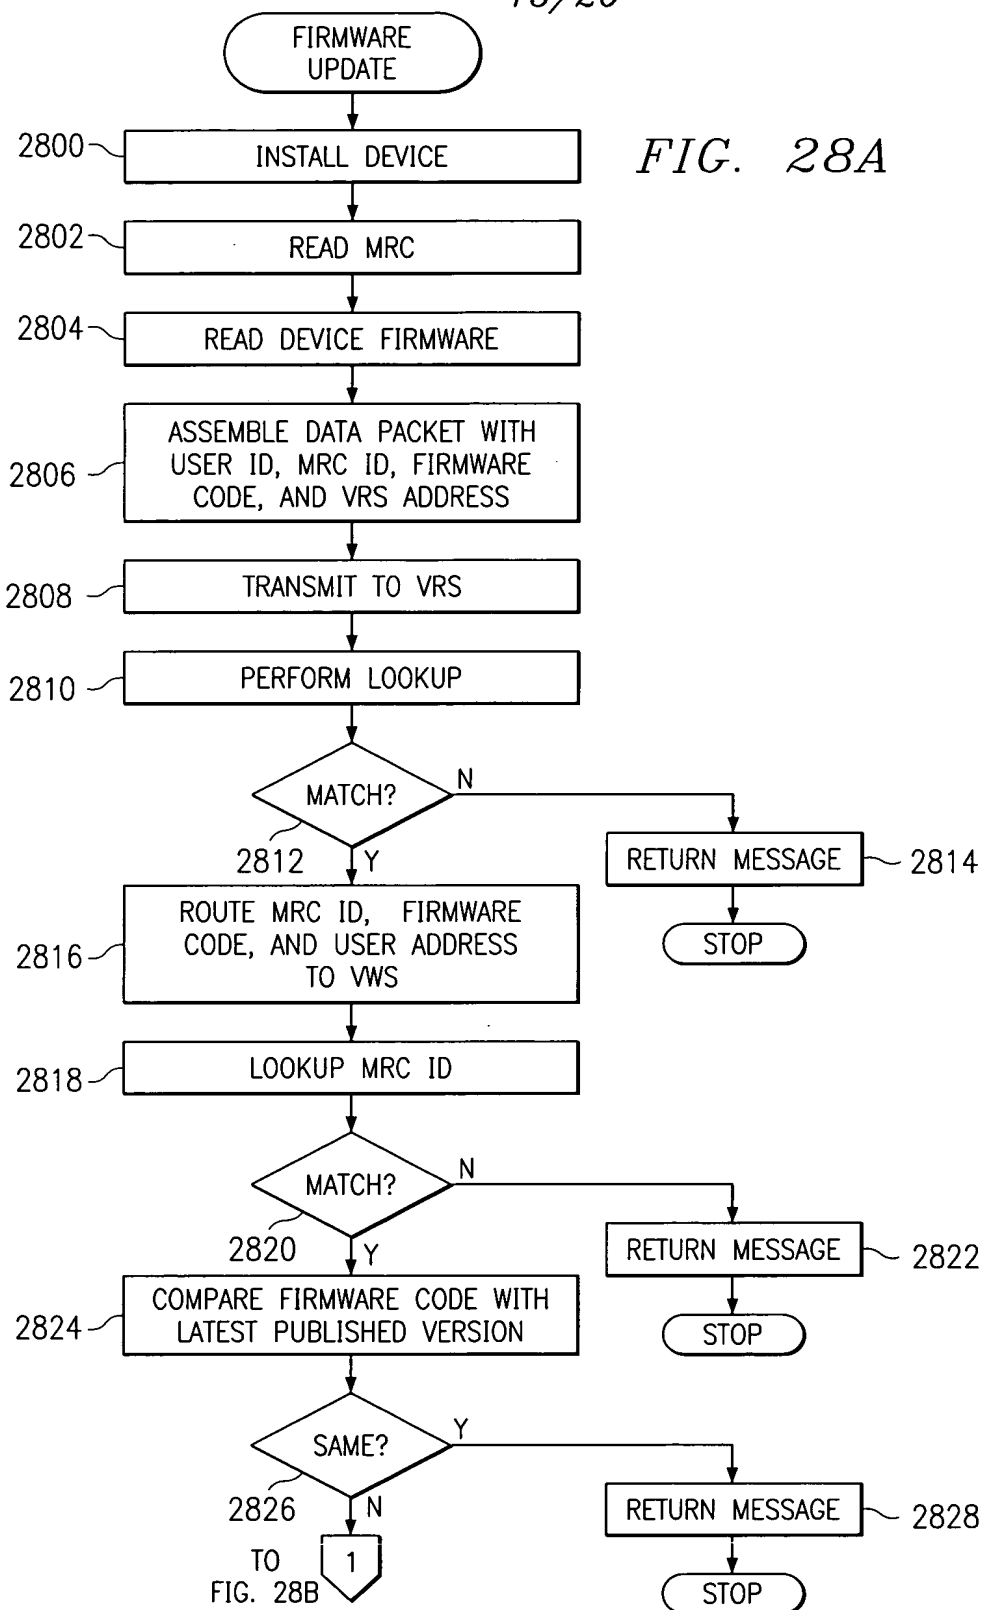 FIRMWARE
UPDATE
FIG. 28A
2800
INSTALL DEVICE
2802
READ MRC
2804
READ DEVICE FIRMWARE
2806
ASSEMBLE DATA PACKET WITH
USER ID, MRC ID, FIRMWARE
CODE, AND VRS ADDRESS
2808
TRANSMIT TO VRS
2810
PERFORM LOOKUP
MATCH?
N
2812
Y
RETURN MESSAGE
2814
STOP
2816
ROUTE MRC ID, FIRMWARE
CODE, AND USER ADDRESS
TO VWS
2818
LOOKUP MRC ID
MATCH?
N
2820
Y
RETURN MESSAGE
2822
STOP
2824
COMPARE FIRMWARE CODE WITH
LATEST PUBLISHED VERSION
SAME?
Y
2826
N
RETURN MESSAGE
2828
STOP
TO
FIG. 28B
1